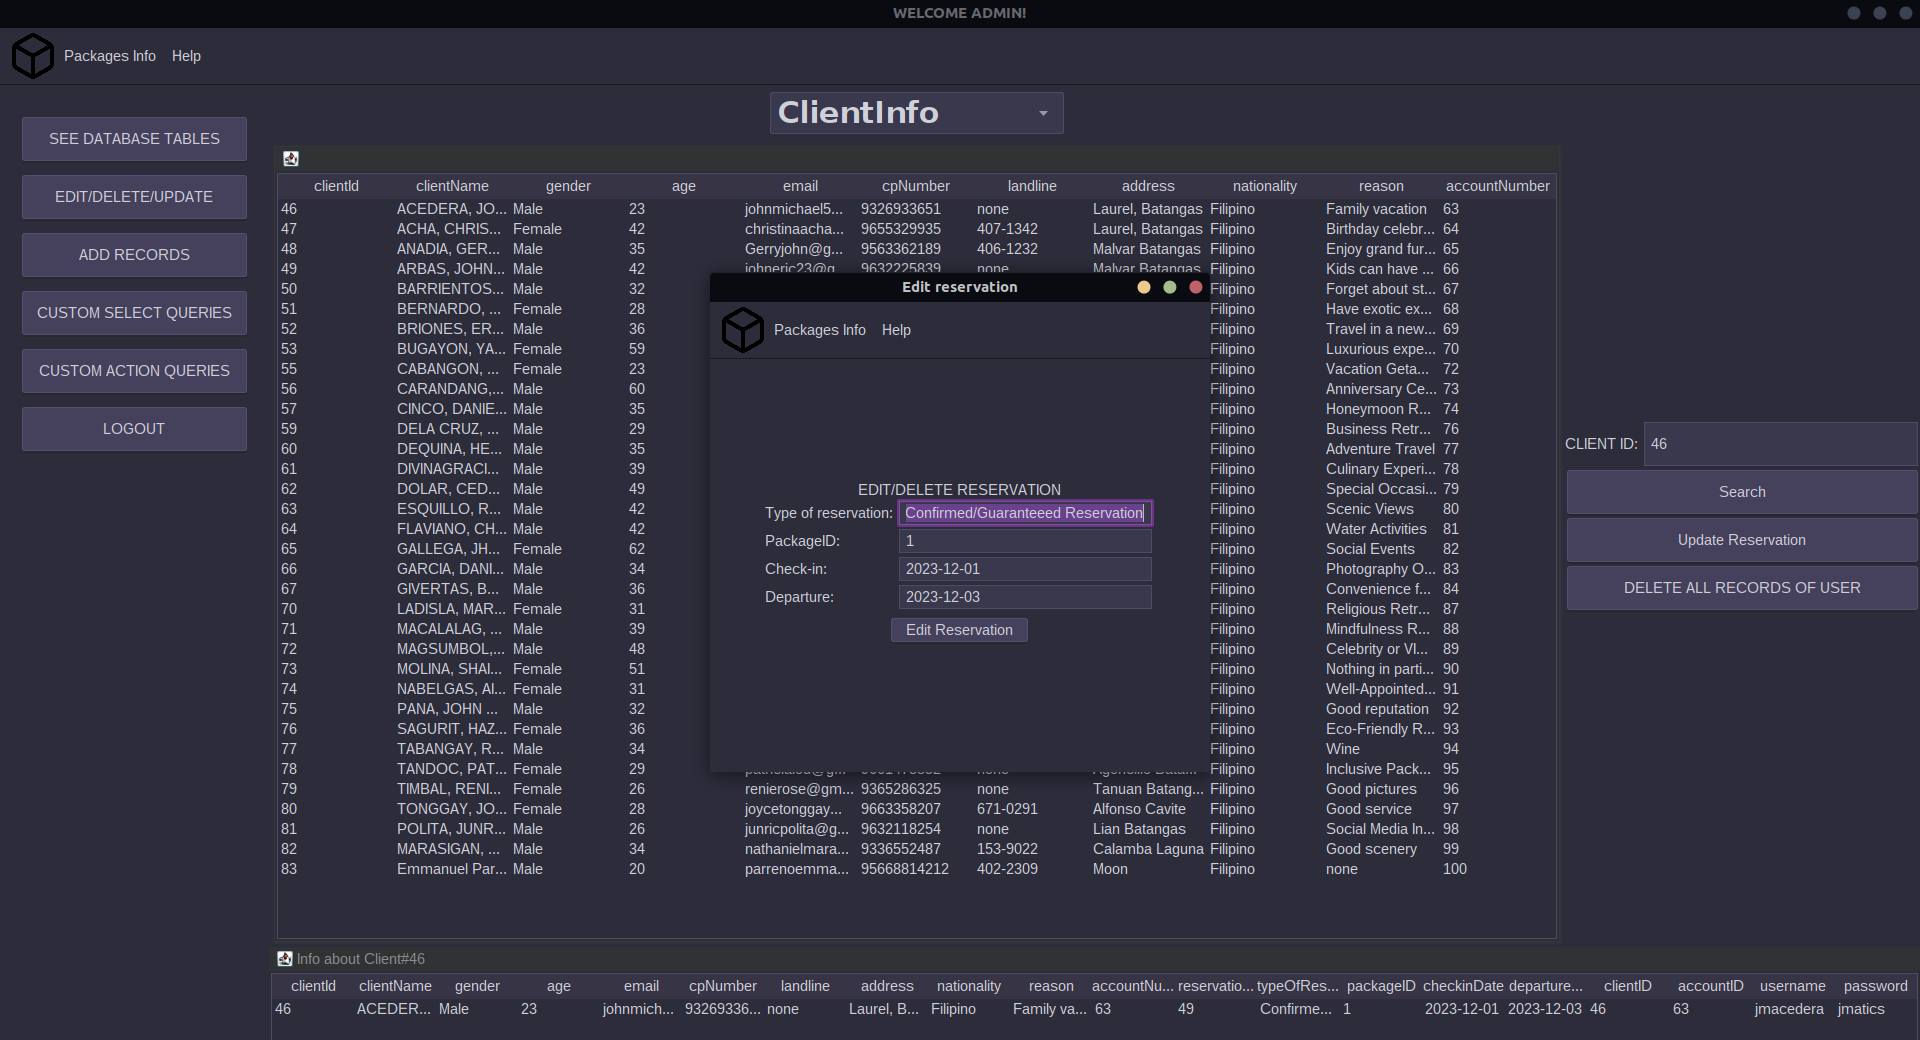 WELCOME ADMIN!
Packages Info Help
ClientInfo
SEE DATABASE TABLES
EDIT/DELETE/UPDATE
ADD RECORDS
CUSTOM SELECT QUERIES
CUSTOM ACTION QUERIES
LOGOUT
clientId clientName gender age email cpNumber landline address nationality reason accountNumber
46 ACEDERA, JO... Male 23 johnmichael5... 9326933651 none Laurel, Batangas Filipino Family vacation 63
47 ACHA, CHRIS... Female 42 christinaacha... 9655329935 407-1342 Laurel, Batangas Filipino Birthday celebr... 64
48 ANADIA, GER... Male 35 Gerryjohn@g... 9563362189 406-1232 Malvar Batangas Filipino Enjoy grand fur... 65
49 ARBAS, JOHN... Male 42 johneric23@g... 9632225839 none Malvar Batangas Filipino Kids can have ... 66
50 BARRIENTOS... Male 32 Filipino Forget about st... 67
51 BERNARDO, ... Female 28 Filipino Have exotic ex... 68
52 BRIONES, ER... Male 36 Filipino Travel in a new... 69
53 BUGAYON, YA... Female 59 Filipino Luxurious expe... 70
55 CABANGON, ... Female 23 Filipino Vacation Geta... 72
56 CARANDANG,... Male 60 Filipino Anniversary Ce... 73
57 CINCO, DANIE... Male 35 Filipino Honeymoon R... 74
59 DELA CRUZ, ... Male 29 Filipino Business Retr... 76
60 DEQUINA, HE... Male 35 Filipino Adventure Travel 77
61 DIVINAGRACI... Male 39 Filipino Culinary Experi... 78
62 DOLAR, CED... Male 49 Filipino Special Occasi... 79
63 ESQUILLO, R... Male 42 Filipino Scenic Views 80
64 FLAVIANO, CH... Male 42 Filipino Water Activities 81
65 GALLEGA, JH... Female 62 Filipino Social Events 82
66 GARCIA, DANI... Male 34 Filipino Photography O... 83
67 GIVERTAS, B... Male 36 Filipino Convenience f... 84
70 LADISLA, MAR... Female 31 Filipino Religious Retr... 87
71 MACALALAG, ... Male 39 Filipino Mindfulness R... 88
72 MAGSUMBOL,... Male 48 Filipino Celebrity or VI... 89
73 MOLINA, SHAI... Female 51 Filipino Nothing in parti... 90
74 NABELGAS, AI... Female 31 Filipino Well-Appointed... 91
75 PANA, JOHN ... Male 32 Filipino Good reputation 92
76 SAGURIT, HAZ... Female 36 Filipino Eco-Friendly R... 93
77 TABANGAY, R... Male 34 Filipino Wine 94
78 TANDOC, PAT... Female 29 Filipino Inclusive Pack... 95
79 TIMBAL, RENI... Female 26 renierose@gm... 9365286325 none Tanuan Batang... Filipino Good pictures 96
80 TONGGAY, JO... Female 28 joycetonggay... 9663358207 671-0291 Alfonso Cavite Filipino Good service 97
81 POLITA, JUNR... Male 26 junricpolita@g... 9632118254 none Lian Batangas Filipino Social Media In... 98
82 MARASIGAN, ... Male 34 nathanielmara... 9336552487 153-9022 Calamba Laguna Filipino Good scenery 99
83 Emmanuel Par... Male 20 parrenoemma... 95668814212 402-2309 Moon Filipino none 100
Edit reservation
Packages Info Help
EDIT/DELETE RESERVATION
Type of reservation: Confirmed/Guaranteeed Reservation
PackageID: 1
Check-in: 2023-12-01
Departure: 2023-12-03
Edit Reservation
CLIENT ID: 46
Search
Update Reservation
DELETE ALL RECORDS OF USER
Info about Client#46
clientId clientName gender age email cpNumber landline address nationality reason accountNu... reservatio... typeOfRes... packageID checkinDate departure... clientID accountID username password
46 ACEDER... Male 23 johnmich... 93269336... none Laurel, B... Filipino Family va... 63 49 Confirme... 1 2023-12-01 2023-12-03 46 63 jmacedera jmatics